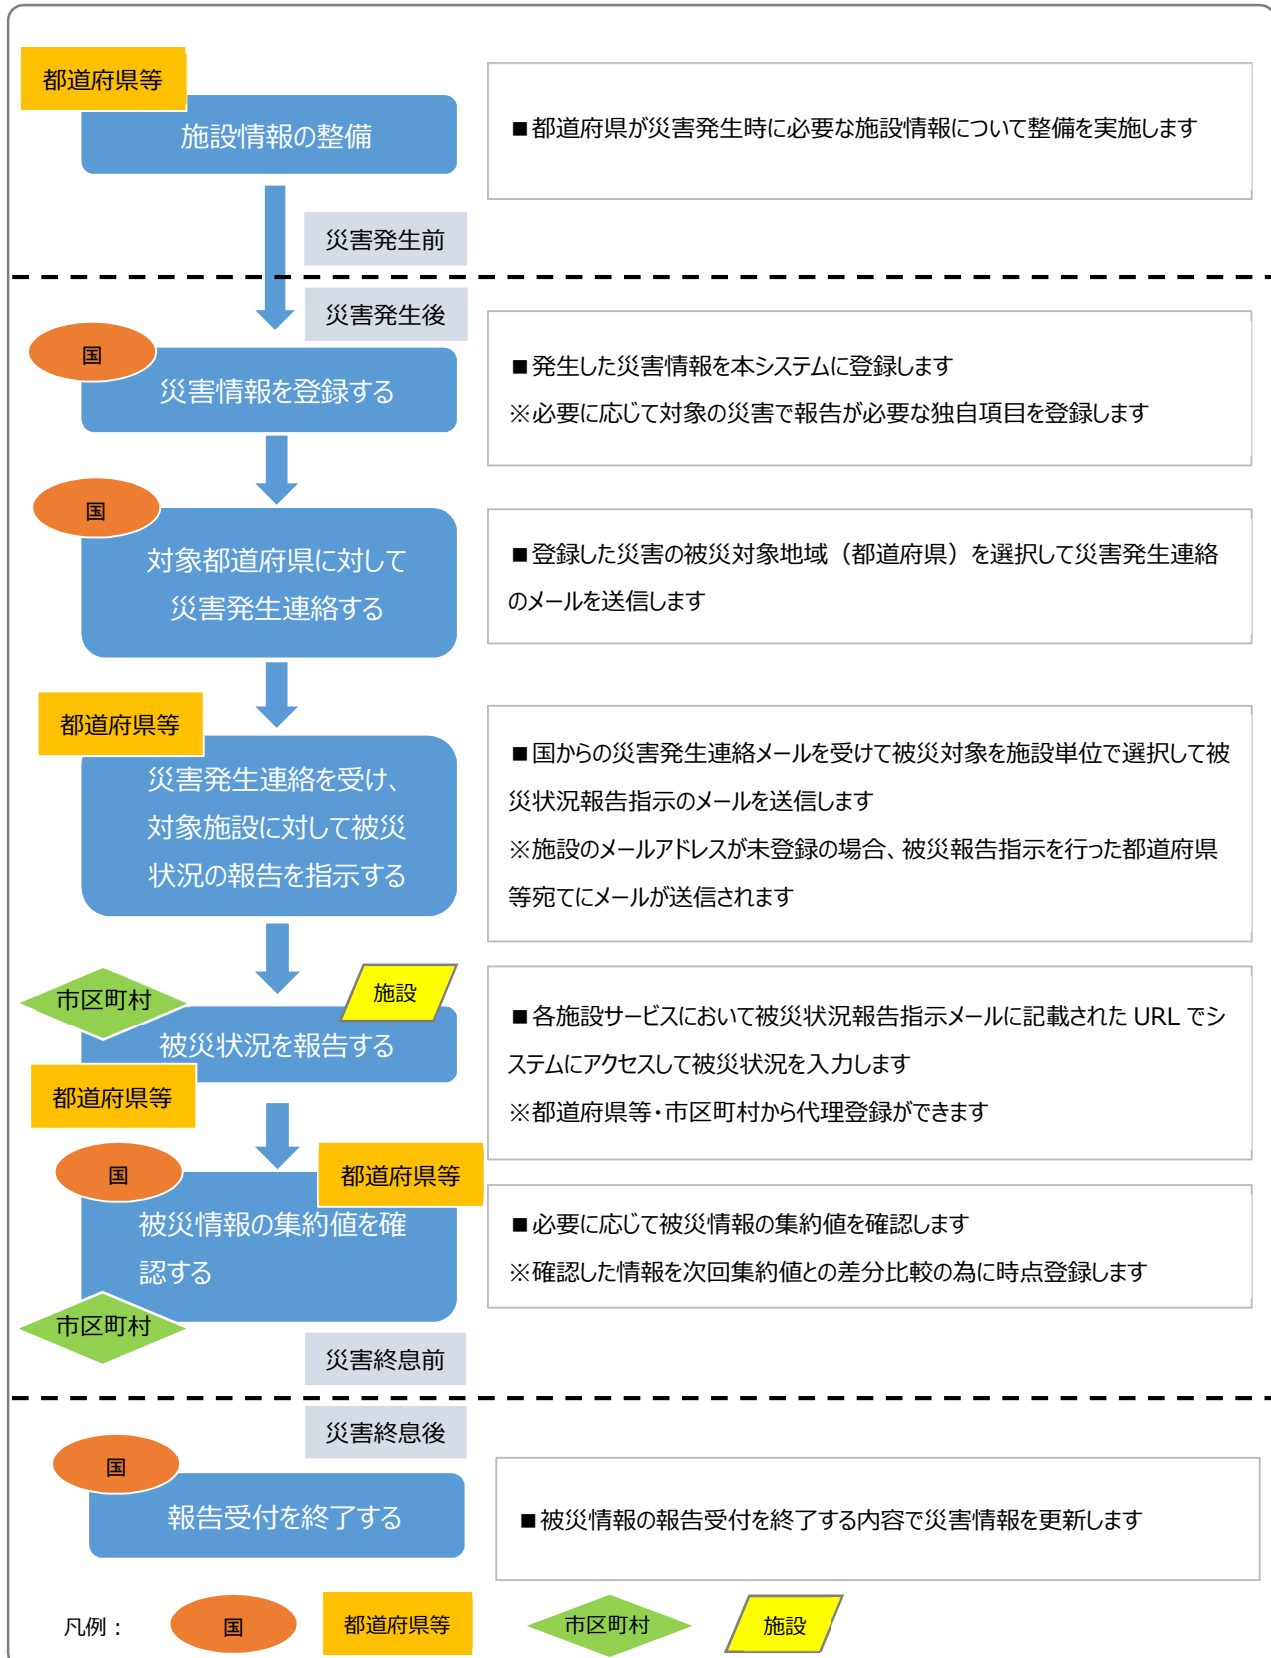 都道府県等
施設情報の整備
■都道府県が災害発生時に必要な施設情報について整備を実施します
災害発生前
災害発生後
国
災害情報を登録する
■発生した災害情報を本システムに登録します
※必要に応じて対象の災害で報告が必要な独自項目を登録します
国
対象都道府県に対して
災害発生連絡する
■登録した災害の被災対象地域（都道府県）を選択して災害発生連絡
のメールを送信します
都道府県等
災害発生連絡を受け、
対象施設に対して被災
状況の報告を指示する
■国からの災害発生連絡メールを受けて被災対象を施設単位で選択して被
災状況報告指示のメールを送信します
※施設のメールアドレスが未登録の場合、被災報告指示を行った都道府県
等宛てにメールが送信されます
市区町村
施設
被災状況を報告する
都道府県等
■各施設サービスにおいて被災状況報告指示メールに記載された URL でシ
ステムにアクセスして被災状況を入力します
※都道府県等・市区町村から代理登録ができます
国
都道府県等
被災情報の集約値を確
認する
市区町村
■必要に応じて被災情報の集約値を確認します
※確認した情報を次回集約値との差分比較の為に時点登録します
災害終息前
災害終息後
国
報告受付を終了する
■被災情報の報告受付を終了する内容で災害情報を更新します
凡例：
国
都道府県等
市区町村
施設